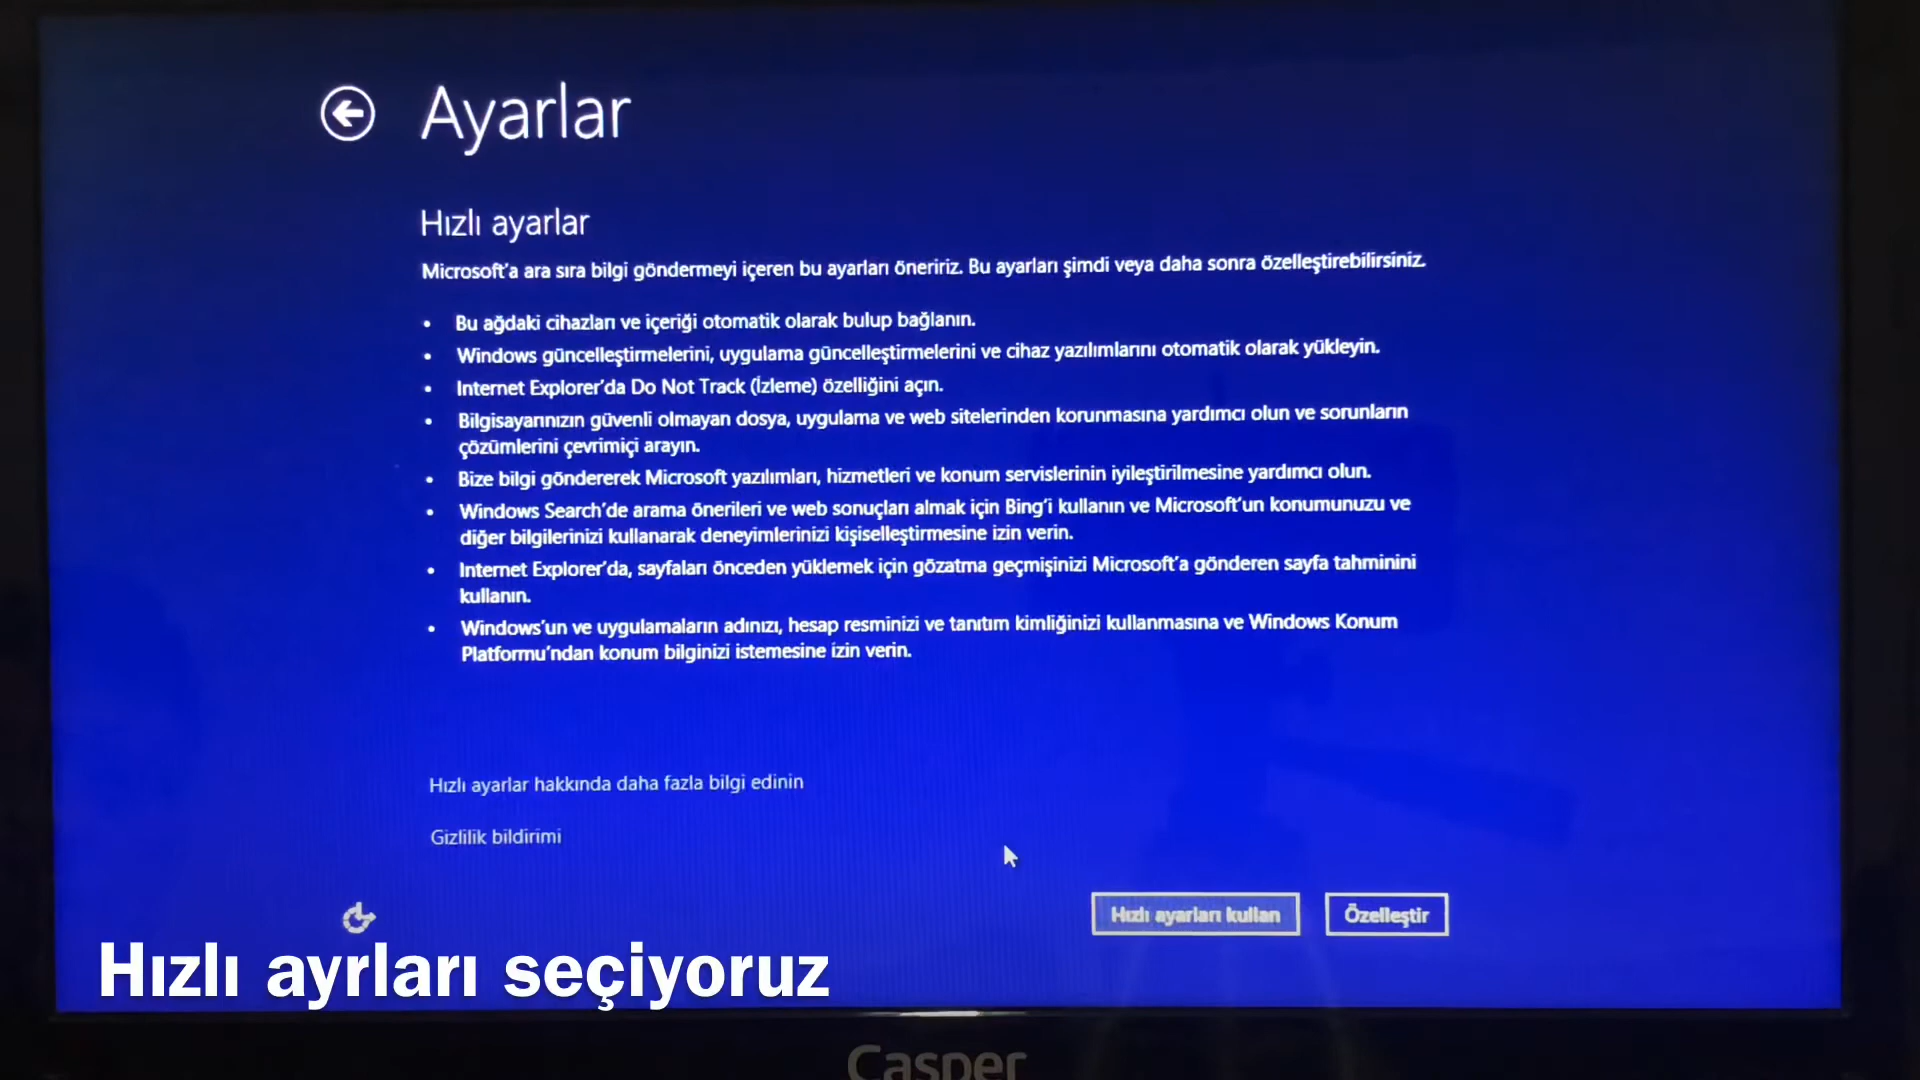 Ayarlar
Hızlı ayarlar
Microsoft'a ara sıra bilgi göndermeyi içeren bu ayarları öneririz. Bu ayarları şimdi veya daha sonra özelleştirebilirsiniz.
• Bu ağdaki cihazları ve içeriği otomatik olarak bulup bağlanın.
• Windows güncelleştirmelerini, uygulama güncelleştirmelerini ve cihaz yazılımlarını otomatik olarak yükleyin.
• Internet Explorer'da Do Not Track (İzleme) özelliğini açın.
• Bilgisayarınızın güvenli olmayan dosya, uygulama ve web sitelerinden korunmasına yardımcı olun ve sorunların
çözümlerini çevrimiçi arayın.
• Bize bilgi göndererek Microsoft yazılımları, hizmetleri ve konum servislerinin iyileştirilmesine yardımcı olun.
• Windows Search'de arama önerileri ve web sonuçları almak için Bing'i kullanın ve Microsoft'un konumunuzu ve
diğer bilgilerinizi kullanarak deneyimlerinizi kişiselleştirmesine izin verin.
• Internet Explorer'da, sayfaları önceden yüklemek için gözatma geçmişinizi Microsoft'a gönderen sayfa tahminini
kullanın.
• Windows'un ve uygulamaların adınızı, hesap resminizi ve tanıtım kimliğinizi kullanmasına ve Windows Konum
Platformu'ndan konum bilginizi istemesine izin verin.
Hızlı ayarlar hakkında daha fazla bilgi edinin
Gizlilik bildirimi
Hızlı ayarları kullan Özelleştir
Hızlı ayrları seçiyoruz
Casper